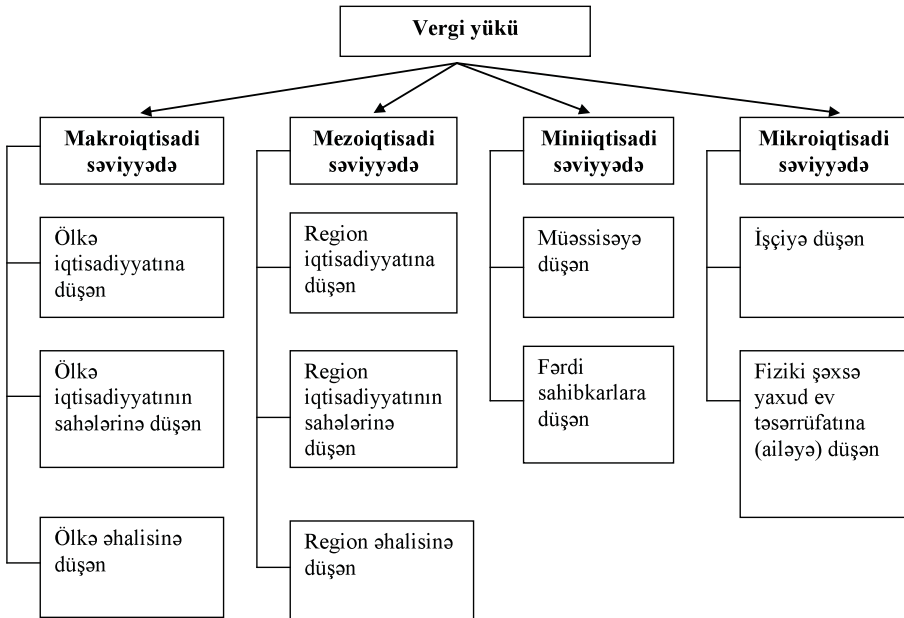 Vergi yükü
Makroiqtisadi
səviyyədə
Ölkə
iqtisadiyyatına
düşən
Ölkə
iqtisadiyyatının
sahələrinə düşən
Ölkə əhalisinə
düşən
Mezoiqtisadi
səviyyədə
Region
iqtisadiyyatına
düşən
Region
iqtisadiyyatının
sahələrinə
düşən
Region əhalisinə
düşən
Miniiqtisadi
səviyyədə
Müəssisəyə
düşən
Fərdi
sahibkarlara
düşən
Mikroiqtisadi
səviyyədə
İşçiyə düşən
Fiziki şəxsə
yaxud ev
təsərrüfatına
(ailəyə) düşən